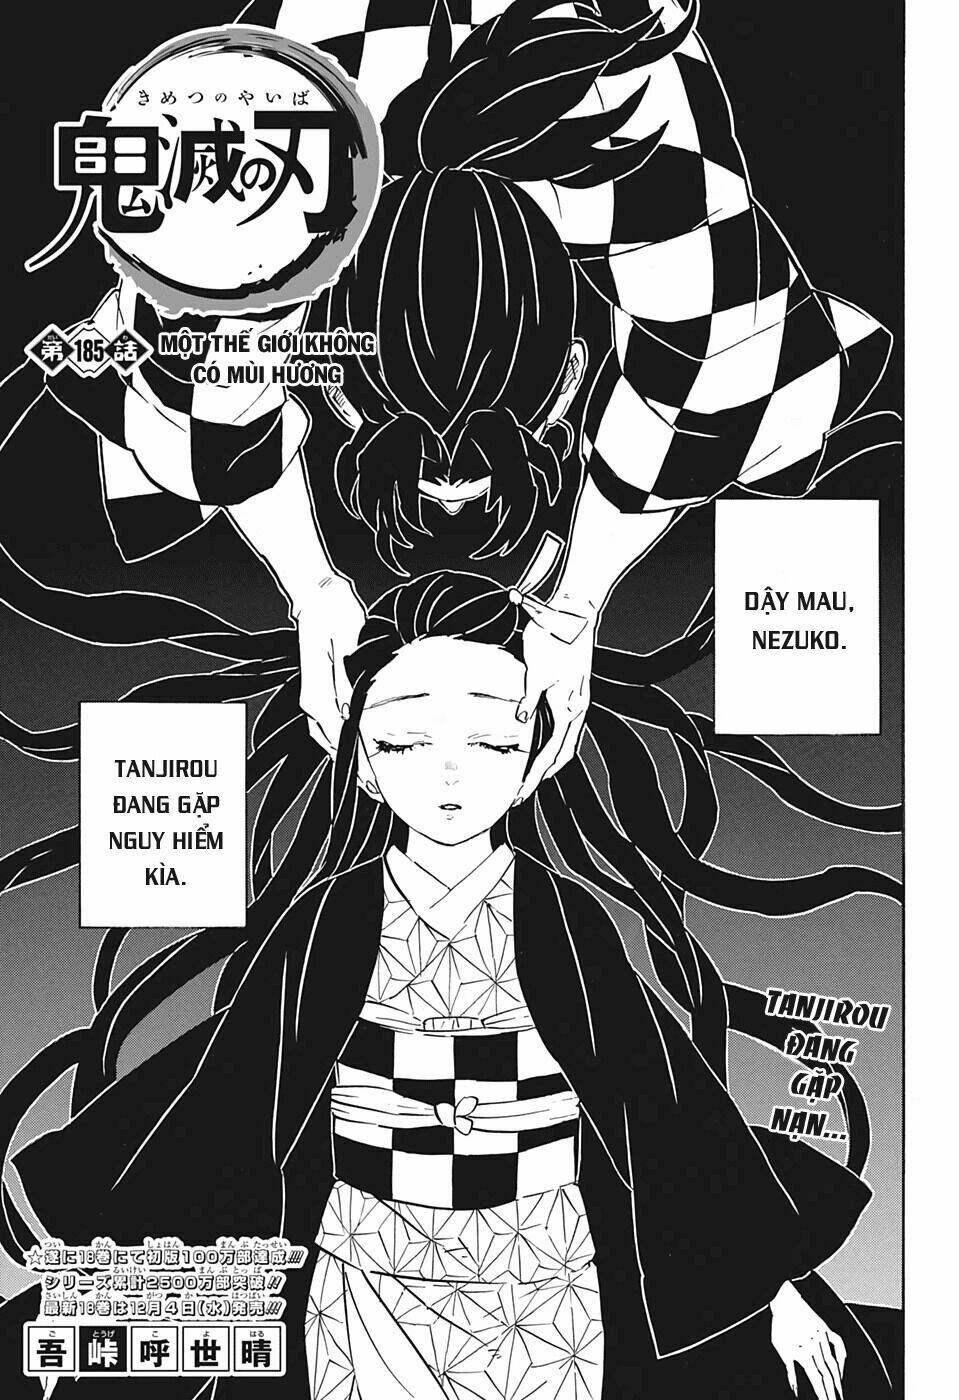 きめつのやいば
鬼滅の刃
第185話
MỘT THẾ GIỚI KHÔNG
CÓ MÙI HƯƠNG
DẬY MAU,
NEZUKO.
TANJIROU
ĐANG GẶP
NGUY HIỂM
KÌA.
TANJIROU
ĐANG
GẶP
NẠN...
☆遂に18巻にて初版100万部達成!!!!
シリーズ累計2500万部突破!!
最新18巻は12月4日(水)発売!!!
吾峠呼世晴